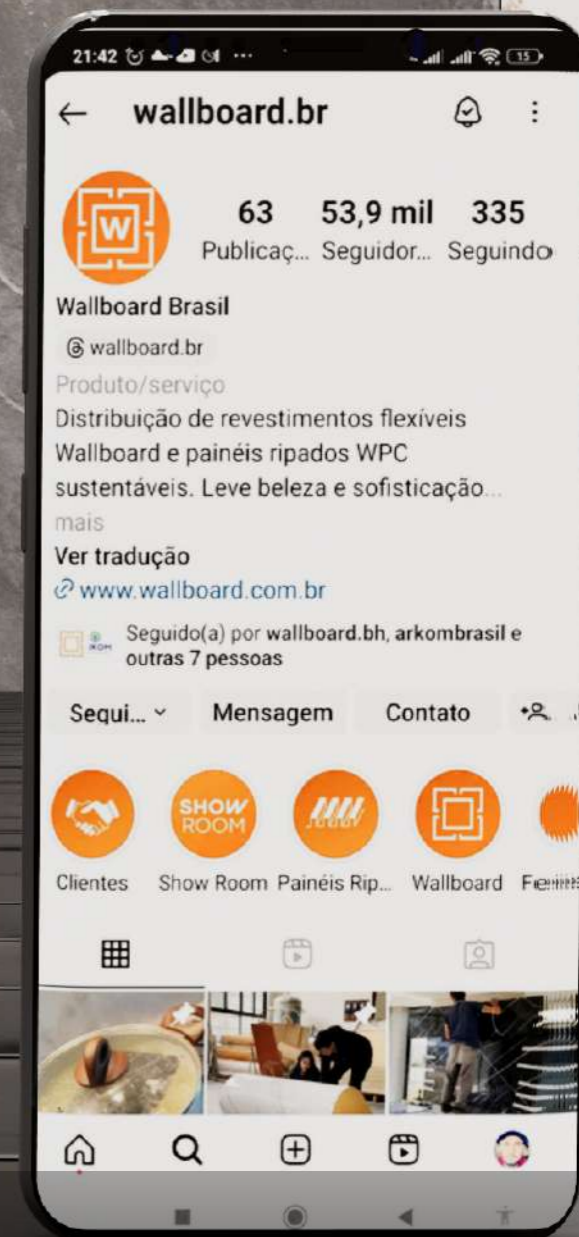 21:42
15
wallboard.br
W
63 53,9 mil 335
Publicaç... Seguidor... Seguindo
Wallboard Brasil
wallboard.br
Produto/serviço
Distribuição de revestimentos flexíveis
Wallboard e painéis ripados WPC
sustentáveis. Leve beleza e sofisticação...
mais
Ver tradução
www.wallboard.com.br
Seguido(a) por wallboard.bh, arkombrasil e
outras 7 pessoas
Segui... Mensagem Contato
SHOW
ROOM
Clientes Show Room Painéis Rip... Wallboard